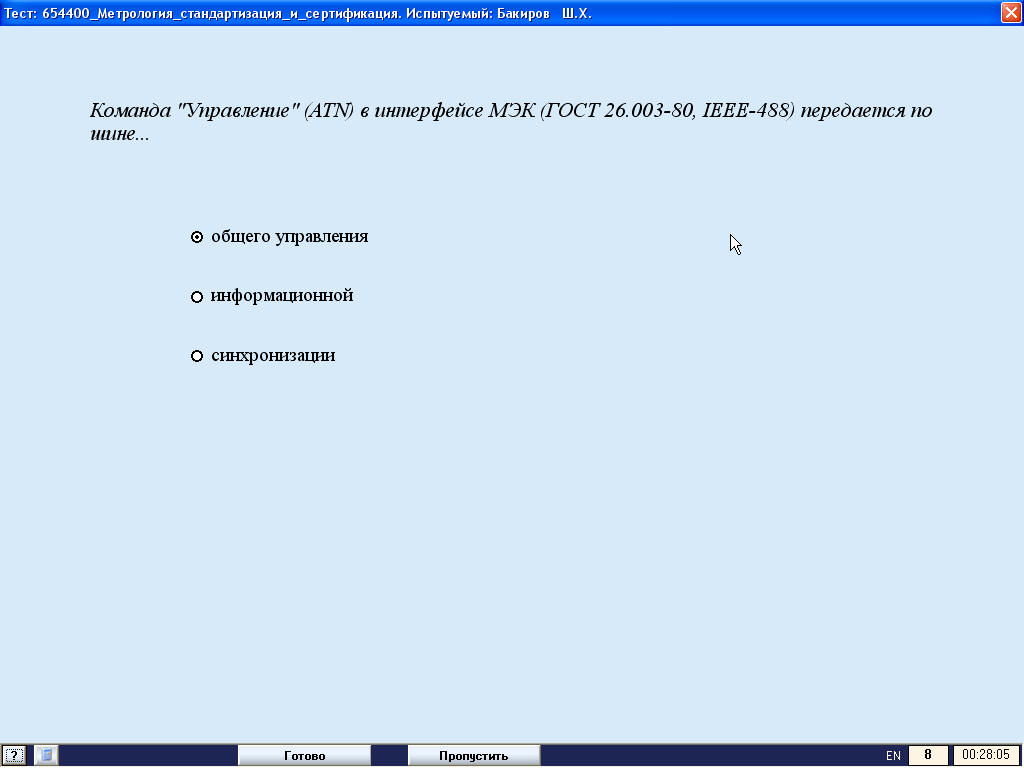 Тест: 654400_Метрология_стандартизация_и_сертификация. Испытуемый: Бакиров Ш.Х.
Команда "Управление" (ATN) в интерфейсе МЭК (ГОСТ 26.003-80, IEEE-488) передается по
шине...
общего управления
информационной
синхронизации
? Готово Пропустить EN 8 00:28:05